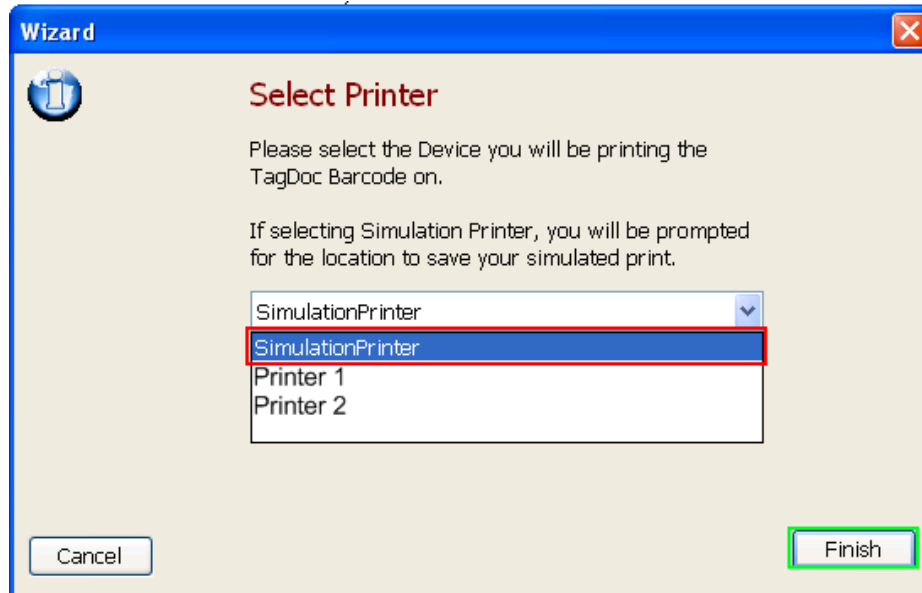 Wizard
Select Printer
Please select the Device you will be printing the
TagDoc Barcode on.
If selecting Simulation Printer, you will be prompted
for the location to save your simulated print.
SimulationPrinter
SimulationPrinter
Printer 1
Printer 2
Cancel
Finish